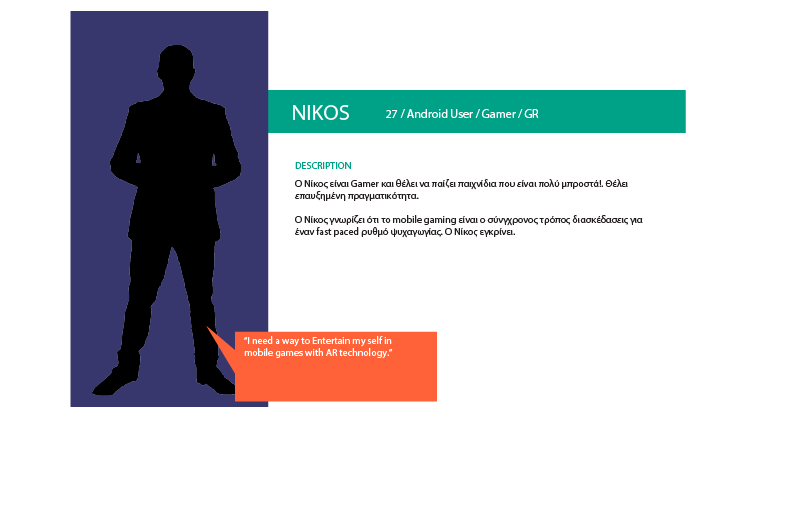 NIKOS
27 / Android User / Gamer / GR
DESCRIPTION
Ο Νίκος είναι Gamer και θέλει να παίζει παιχνίδια που είναι πολύ μπροστά!. Θέλει
επαυξημένη πραγματικότητα.
Ο Νίκος γνωρίζει ότι το mobile gaming είναι ο σύνχρονος τρόπος διασκέδασεις για
έναν fast paced ρυθμό ψυχαγωγίας. Ο Νίκος εγκρίνει.
"I need a way to Entertain my self in
mobile games with AR technology."